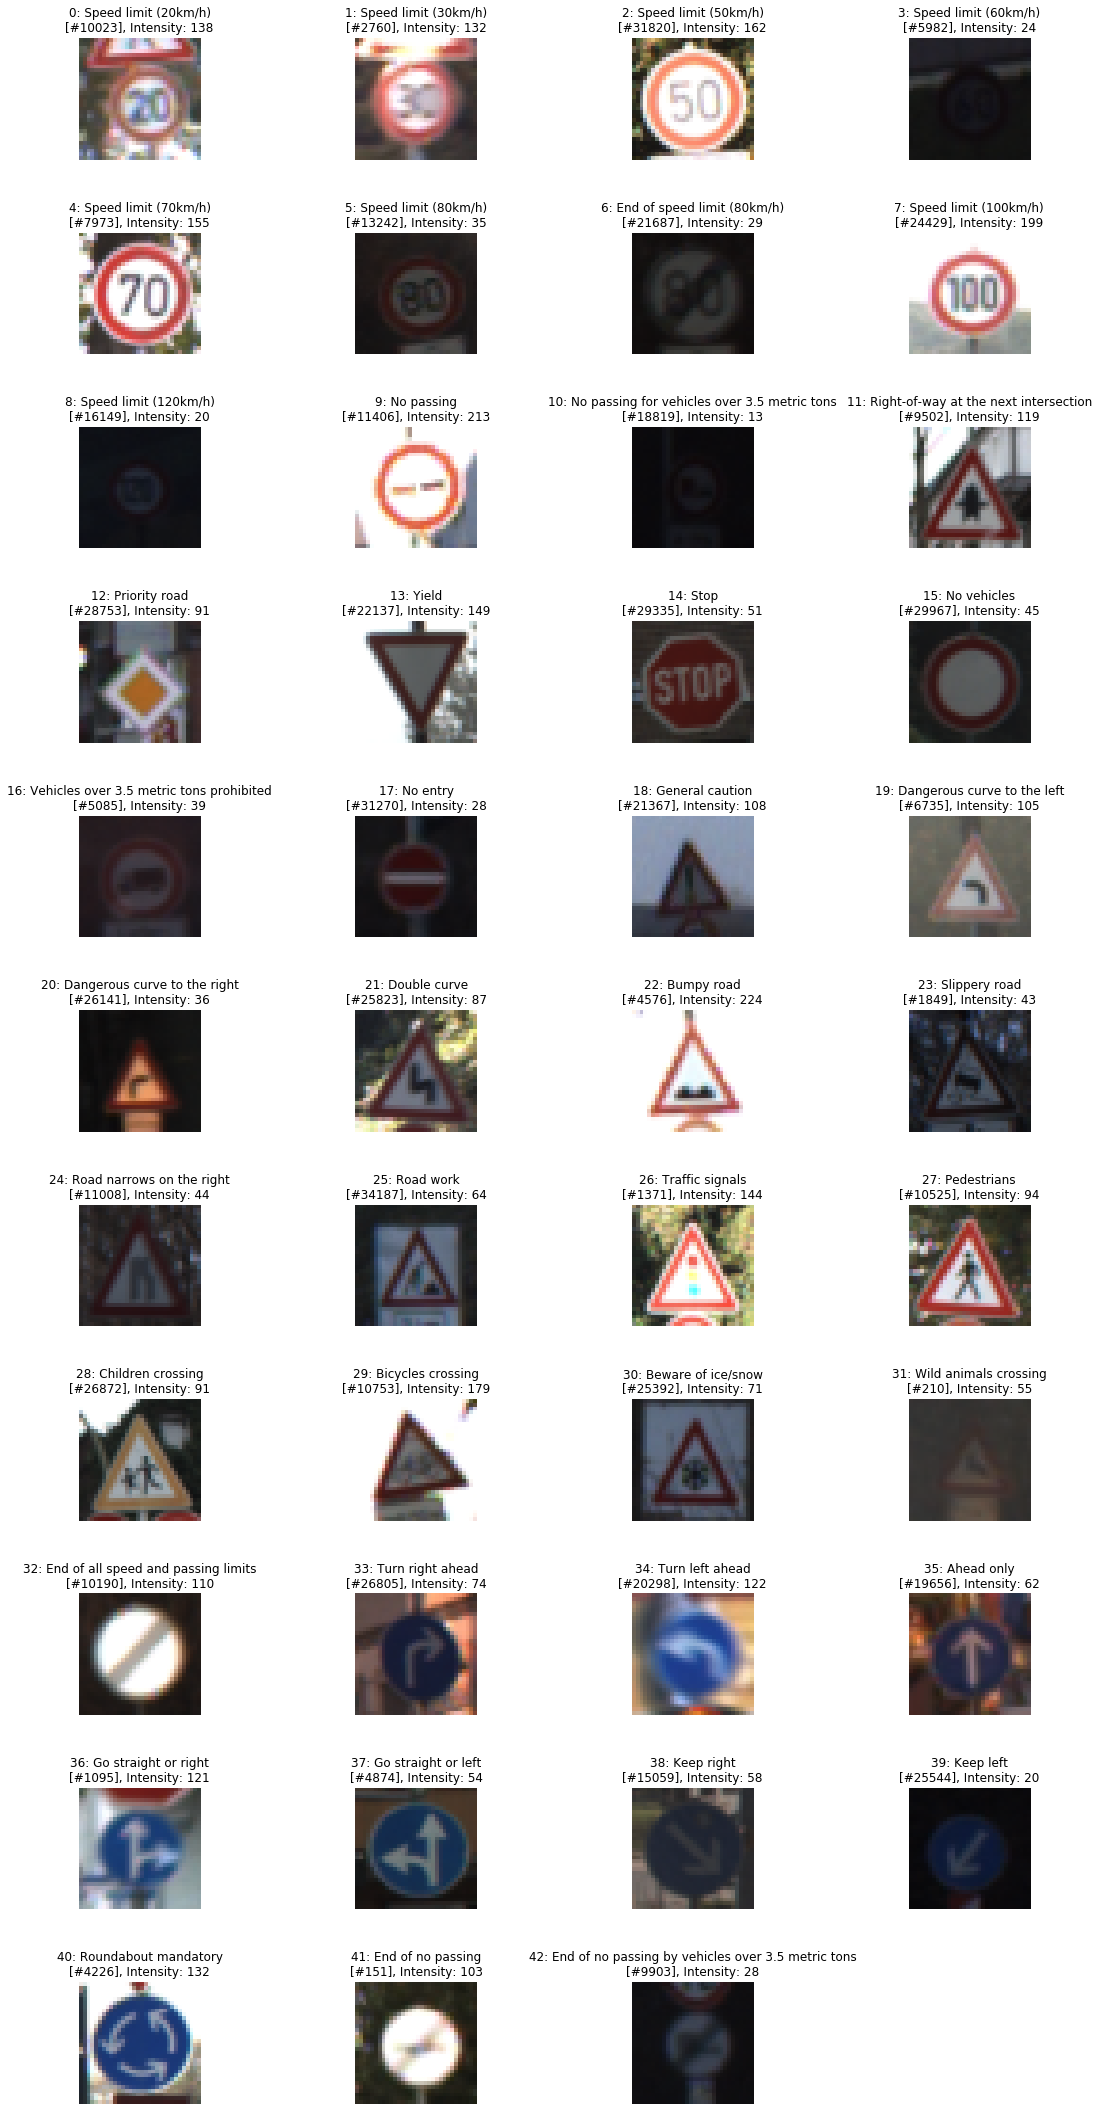 0: Speed limit (20km/h)
[#10023], Intensity: 138
1: Speed limit (30km/h)
[#2760], Intensity: 132
2: Speed limit (50km/h)
[#31820], Intensity: 162
3: Speed limit (60km/h)
[#5982], Intensity: 24
20
30
50
60
4: Speed limit (70km/h)
[#7973], Intensity: 155
5: Speed limit (80km/h)
[#13242], Intensity: 35
6: End of speed limit (80km/h)
[#21687], Intensity: 29
7: Speed limit (100km/h)
[#24429], Intensity: 199
70
80
80
100
8: Speed limit (120km/h)
[#16149], Intensity: 20
9: No passing
[#11406], Intensity: 213
10: No passing for vehicles over 3.5 metric tons
[#18819], Intensity: 13
11: Right-of-way at the next intersection
[#9502], Intensity: 119
12: Priority road
[#28753], Intensity: 91
13: Yield
[#22137], Intensity: 149
14: Stop
[#29335], Intensity: 51
15: No vehicles
[#29967], Intensity: 45
STOP
16: Vehicles over 3.5 metric tons prohibited
[#5085], Intensity: 39
17: No entry
[#31270], Intensity: 28
18: General caution
[#21367], Intensity: 108
19: Dangerous curve to the left
[#6735], Intensity: 105
20: Dangerous curve to the right
[#26141], Intensity: 36
21: Double curve
[#25823], Intensity: 87
22: Bumpy road
[#4576], Intensity: 224
23: Slippery road
[#1849], Intensity: 43
24: Road narrows on the right
[#11008], Intensity: 44
25: Road work
[#34187], Intensity: 64
26: Traffic signals
[#1371], Intensity: 144
27: Pedestrians
[#10525], Intensity: 94
28: Children crossing
[#26872], Intensity: 91
29: Bicycles crossing
[#10753], Intensity: 179
30: Beware of ice/snow
[#25392], Intensity: 71
31: Wild animals crossing
[#210], Intensity: 55
32: End of all speed and passing limits
[#10190], Intensity: 110
33: Turn right ahead
[#26805], Intensity: 74
34: Turn left ahead
[#20298], Intensity: 122
35: Ahead only
[#19656], Intensity: 62
36: Go straight or right
[#1095], Intensity: 121
37: Go straight or left
[#4874], Intensity: 54
38: Keep right
[#15059], Intensity: 58
39: Keep left
[#25544], Intensity: 20
40: Roundabout mandatory
[#4226], Intensity: 132
41: End of no passing
[#151], Intensity: 103
42: End of no passing by vehicles over 3.5 metric tons
[#9903], Intensity: 28